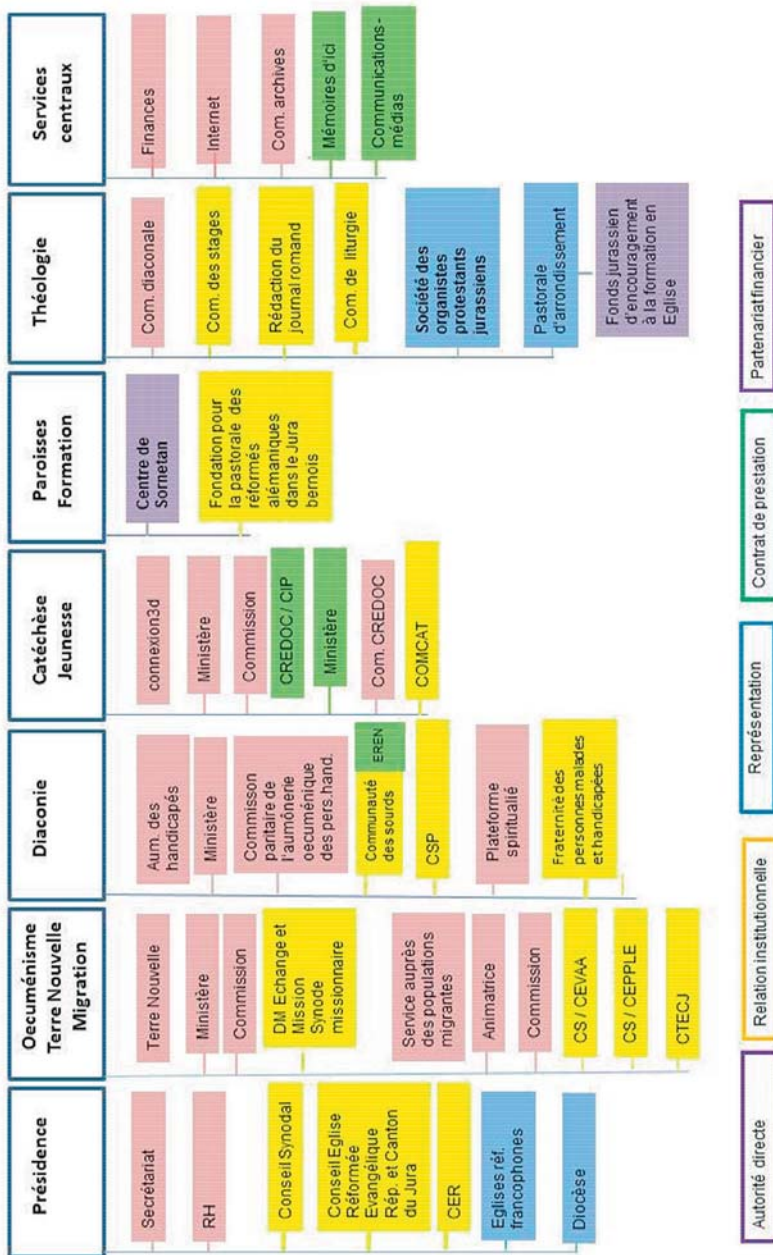 Présidence
Secrétariat
RH
Conseil Synodal
Conseil Eglise
Réformée
Evangélique
Rép. et Canton
du Jura
CER
Eglises réf.
francophones
Diocèse
Oecuménisme
Terre Nouvelle
Migration
Terre Nouvelle
Ministère
Commission
DM Echange et
Mission
Synode
missionnaire
Service auprès
des populations
migrantes
Animatrice
Commission
CS / CEVAA
CS / CEPPLE
CTECJ
Diaconie
Aum. des
handicapés
Ministère
Commisson
paritaire de
l'aumônerie
oecuménique
des pers. hand.
Communauté
des sourds
EREN
CSP
Plateforme
spiritualié
Fraternité des
personnes malades
et handicapées
Catéchèse
Jeunesse
connexion3d
Ministère
Commission
CREDOC / CIP
Ministère
Com. CREDOC
COMCAT
Paroisses
Formation
Centre de
Sornetan
Fondation pour
la pastorale des
réformés
alémaniques
dans le Jura
bernois
Théologie
Com. diaconale
Com. des stages
Rédaction du
journal romand
Com. de liturgie
Société des
organistes
protestants
jurassiens
Pastorale
d'arrondissement
Fonds jurassien
d'encouragement
à la formation en
Eglise
Services
centraux
Finances
Internet
Com. archives
Mémoires d'ici
Communications-
médias
Autorité directe
Relation institutionnelle
Représentation
Contrat de prestation
Partenariat financier